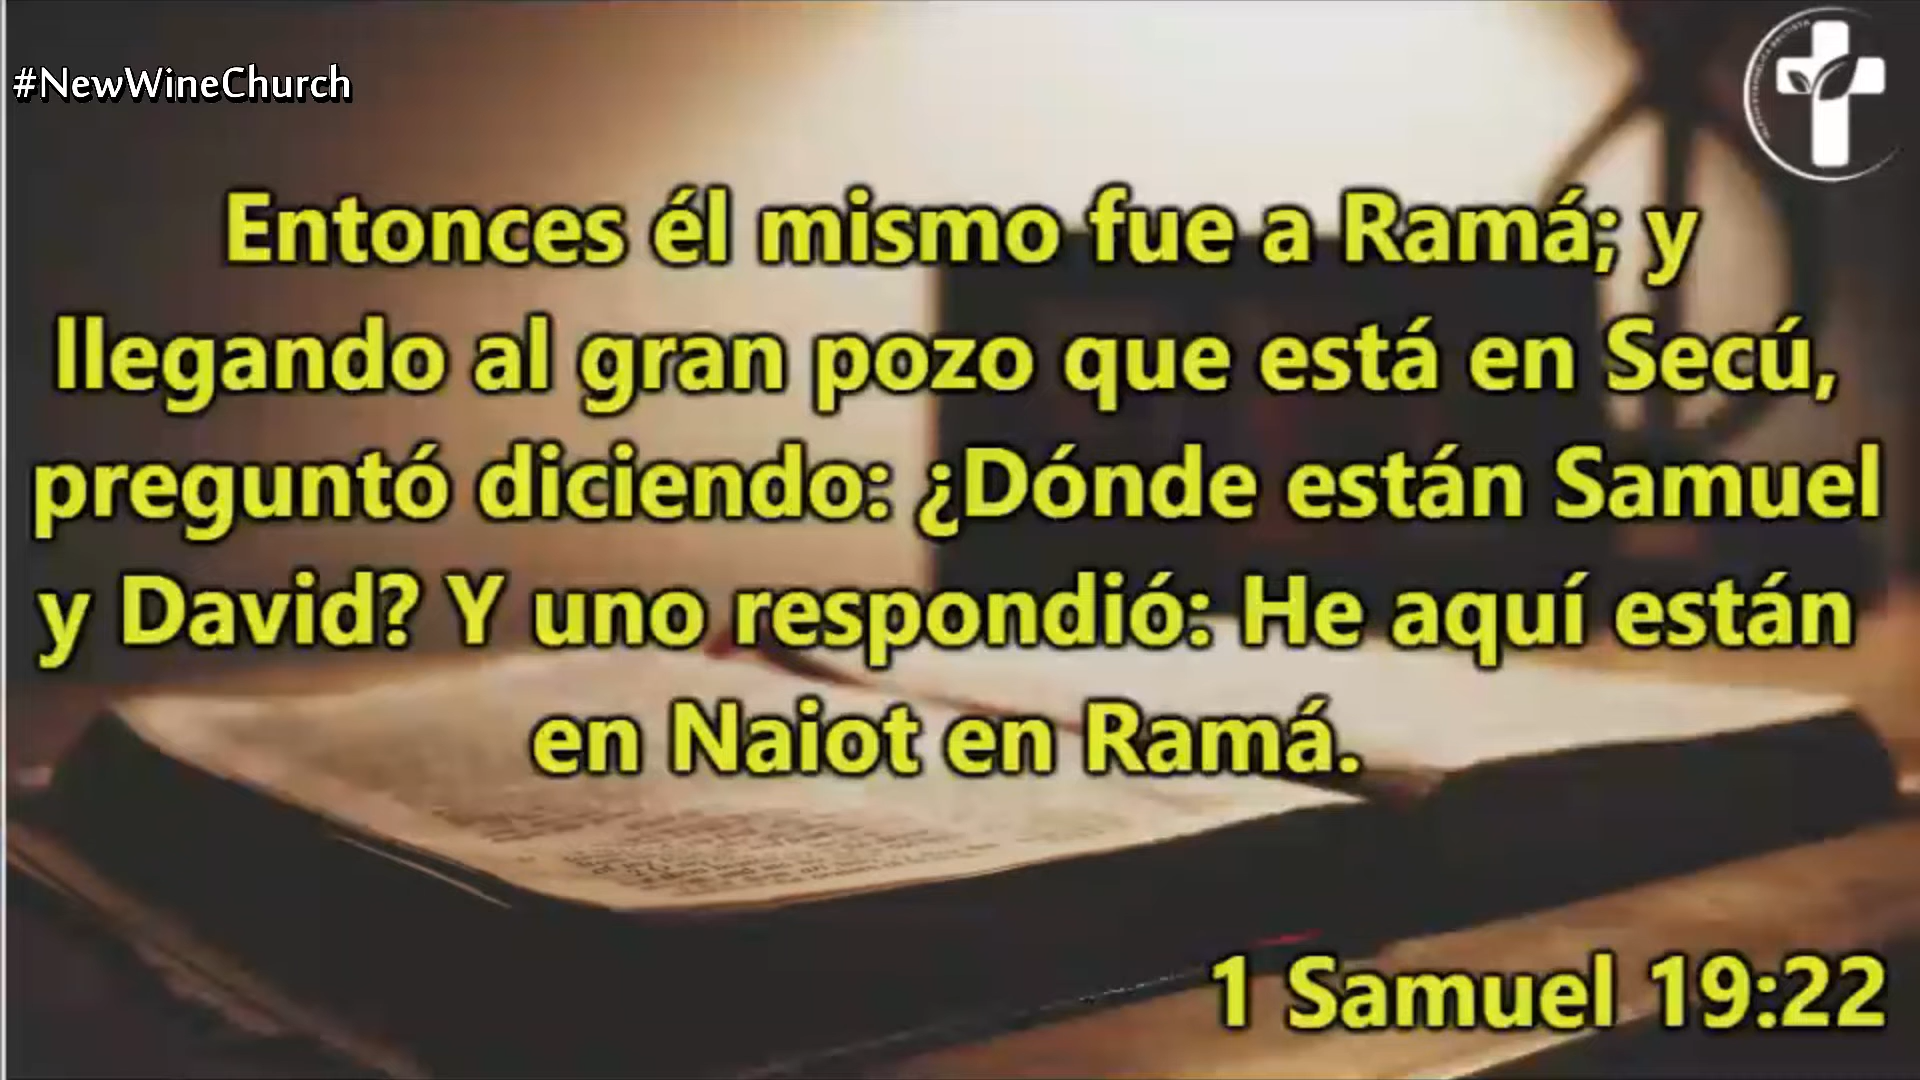 #NewWineChurch
Entonces él mismo fue a Ramá; y
llegando al gran pozo que está en Secú,
preguntó diciendo: ¿Dónde están Samuel
y David? Y uno respondió: He aquí están
en Naiot en Ramá.
1 Samuel 19:22